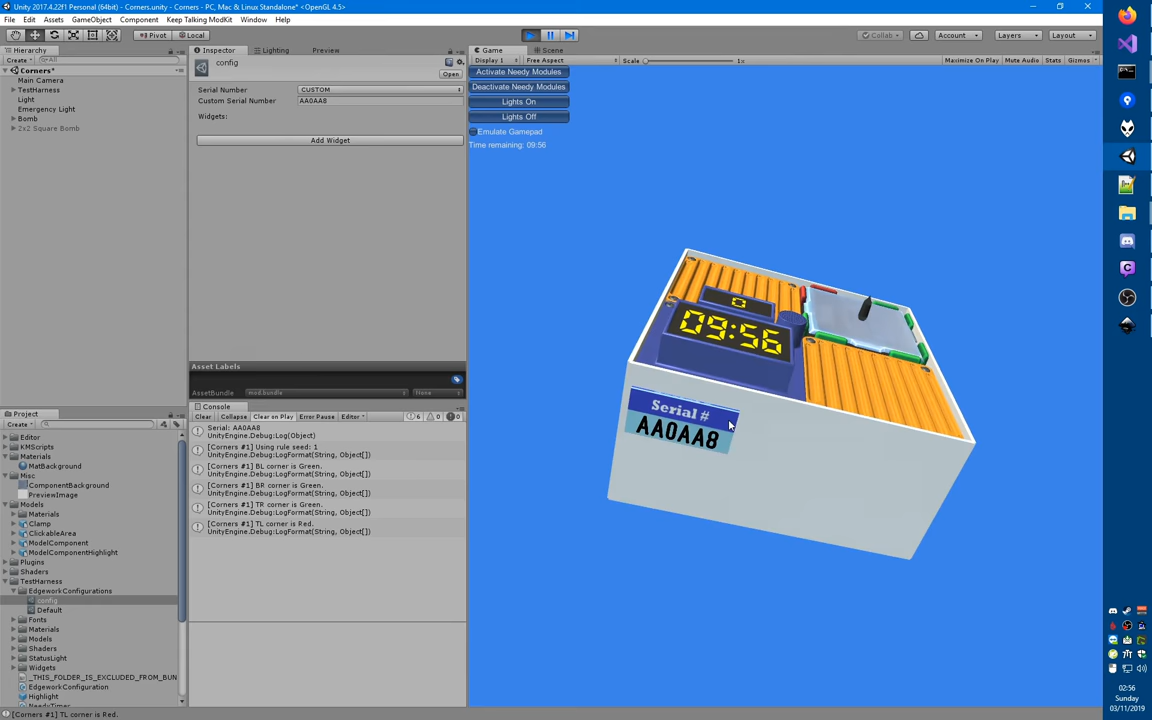 Unity 2017.4.22f1 Personal (64bit) - Corners.unity - Corners - PC, Mac & Linux Standalone* <OpenGL 4.5>
File Edit Assets GameObject Component Keep Talking ModKit Window Help
Pivot Local Collab Account Layers Layout
Hierarchy
Create All
Corners*
Main Camera
TestHarness
Light
Emergency Light
Bomb
2x2 Square Bomb
Inspector Lighting Preview
config
Open
Serial Number CUSTOM
Custom Serial Number AA0AA8
Widgets:
Add Widget
Asset Labels
AssetBundle mod.bundle None
Console
Clear Collapse Clear on Play Error Pause Editor 6 0 0
Serial: AA0AA8
UnityEngine.Debug:Log(Object)
[Corners #1] Using rule seed: 1
UnityEngine.Debug:LogFormat(String, Object[])
[Corners #1] BL corner is Green.
UnityEngine.Debug:LogFormat(String, Object[])
[Corners #1] BR corner is Green.
UnityEngine.Debug:LogFormat(String, Object[])
[Corners #1] TR corner is Green.
UnityEngine.Debug:LogFormat(String, Object[])
[Corners #1] TL corner is Red.
UnityEngine.Debug:LogFormat(String, Object[])
Project
Create
Editor
KMScripts
Materials
MatBackground
Misc
ComponentBackground
PreviewImage
Models
Materials
Clamp
ClickableArea
ModelComponent
ModelComponentHighlight
Plugins
Shaders
TestHarness
EdgeworkConfigurations
config
Default
Fonts
Materials
Models
Shaders
StatusLight
Widgets
_THIS_FOLDER_IS_EXCLUDED_FROM_BUN
EdgeworkConfiguration
Highlight
NeedyTimer
[Corners #1] TL corner is Red.
Game Scene
Display 1 Free Aspect Scale 1x Maximize On Play Mute Audio Stats Gizmos
Activate Needy Modules
Deactivate Needy Modules
Lights On
Lights Off
Emulate Gamepad
Time remaining: 09:56
0
09:56
Serial #
AA0AA8
02:56
Sunday
03/11/2019